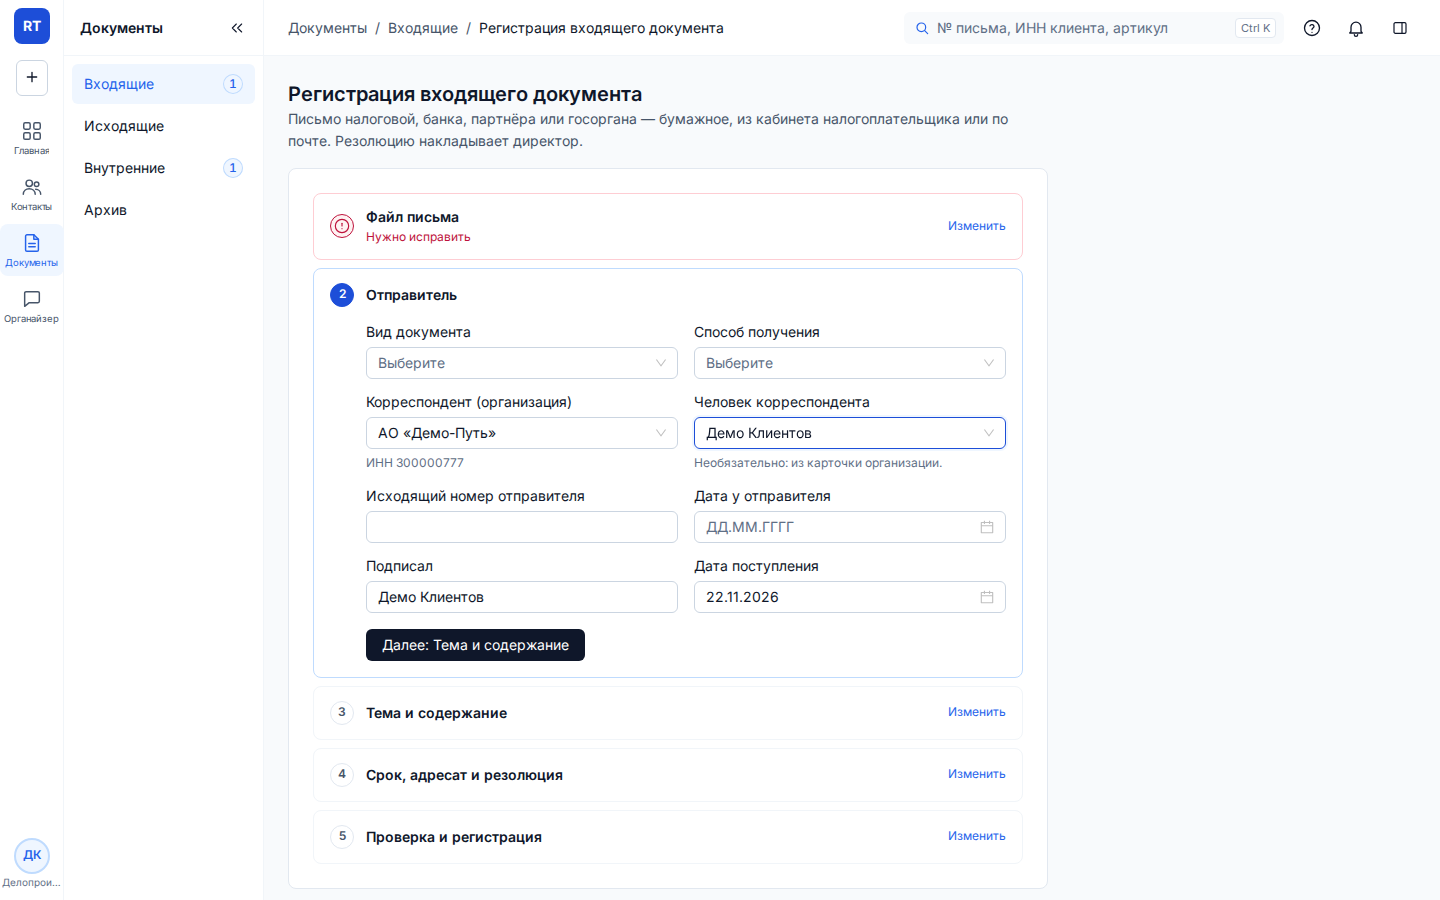 RT
Документы
Документы / Входящие / Регистрация входящего документа
№ письма, ИНН клиента, артикул
Ctrl K
Главная
Контакты
Документы
Органайзер
ДК
Делопрои...
Входящие
1
Исходящие
Внутренние
1
Архив
Регистрация входящего документа
Письмо налоговой, банка, партнёра или госоргана — бумажное, из кабинета налогоплательщика или по
почте. Резолюцию накладывает директор.
Файл письма
Нужно исправить
Изменить
2
Отправитель
Вид документа
Способ получения
Выберите
Выберите
Корреспондент (организация)
Человек корреспондента
АО «Демо-Путь»
Демо Клиентов
ИНН 300000777
Необязательно: из карточки организации.
Исходящий номер отправителя
Дата у отправителя
ДД.ММ.ГГГГ
Подписал
Дата поступления
Демо Клиентов
22.11.2026
Далее: Тема и содержание
3
Тема и содержание
Изменить
4
Срок, адресат и резолюция
Изменить
5
Проверка и регистрация
Изменить